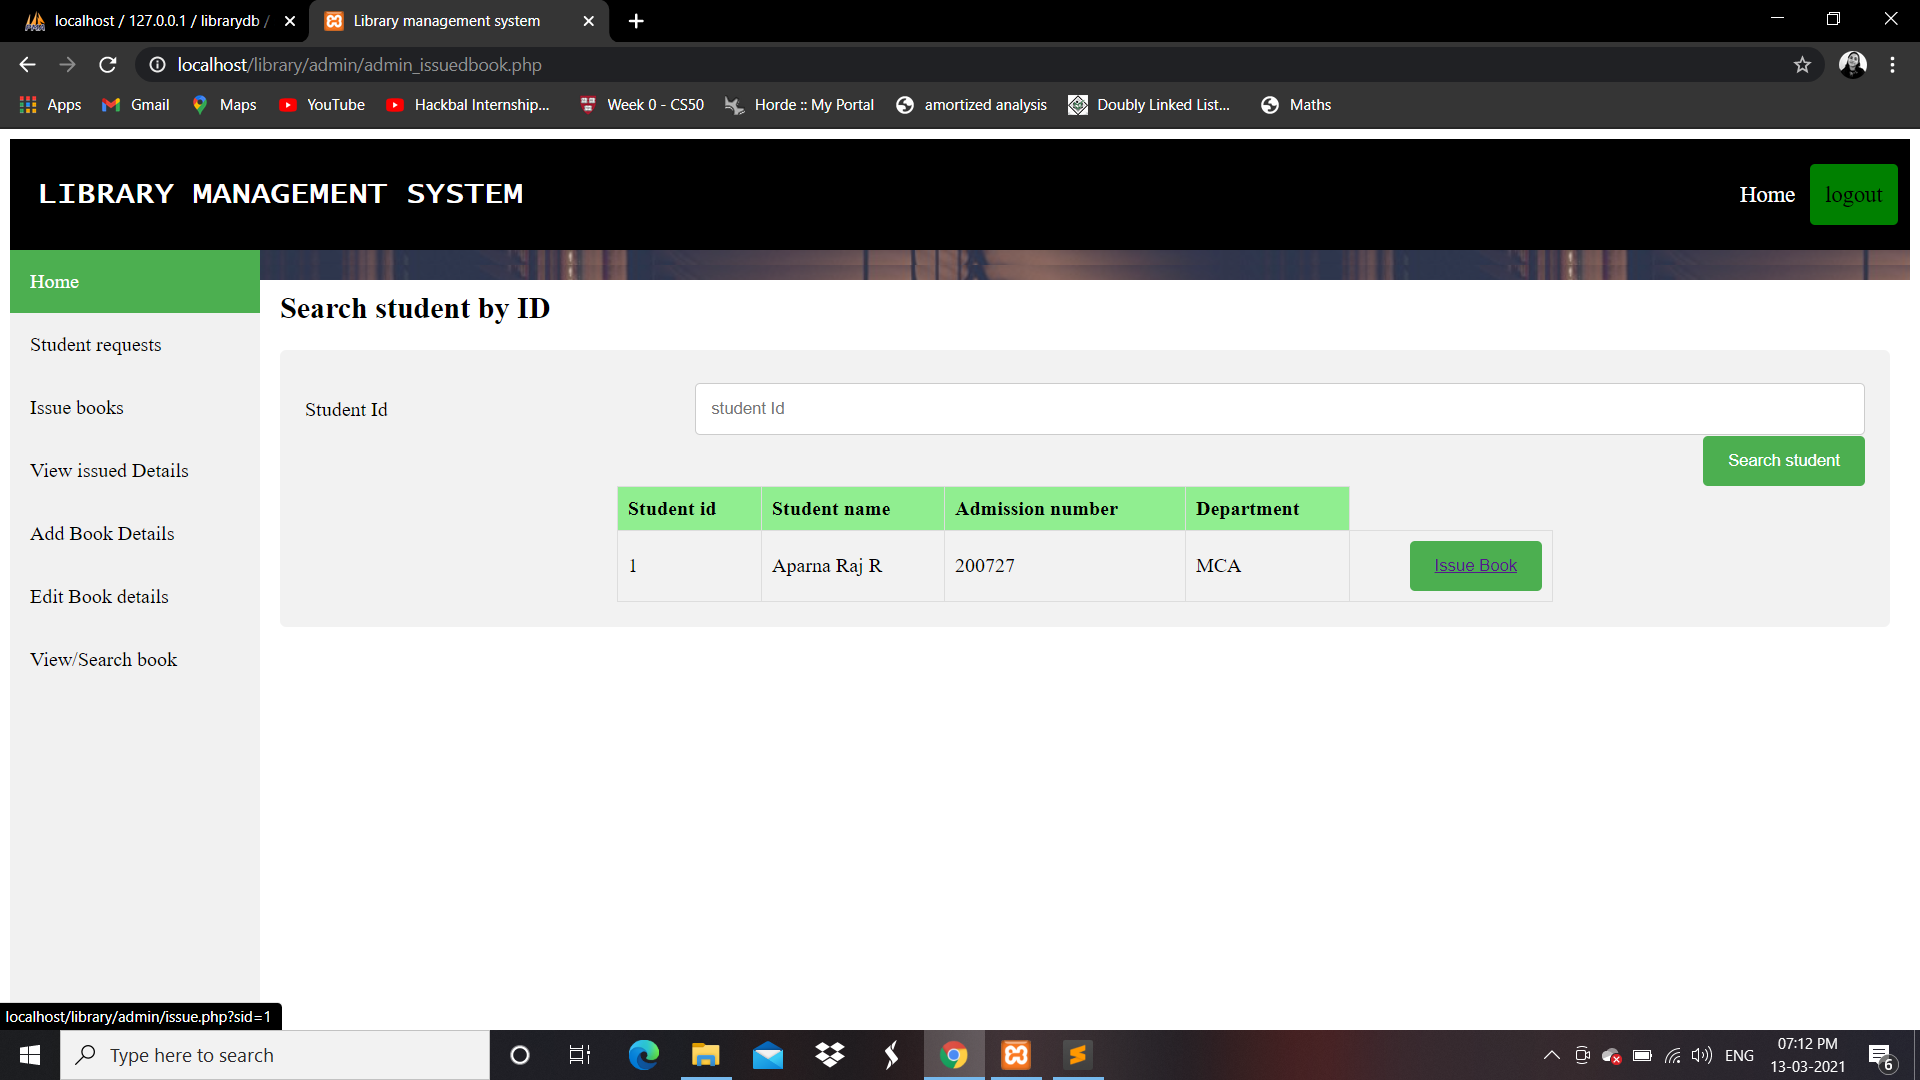 localhost / 127.0.0.1 / librarydb /
Library management system
localhost/library/admin/admin_issuedbook.php
Apps Gmail Maps YouTube Hackbal Internship... Week 0 - CS50 Horde :: My Portal amortized analysis Doubly Linked List... Maths
LIBRARY MANAGEMENT SYSTEM
Home logout
Home
Student requests
Issue books
View issued Details
Add Book Details
Edit Book details
View/Search book
Search student by ID
Student Id student Id
Search student
Student id Student name Admission number Department
1 Aparna Raj R 200727 MCA Issue Book
localhost/library/admin/issue.php?sid=1
Type here to search
ENG
07:12 PM
13-03-2021
6